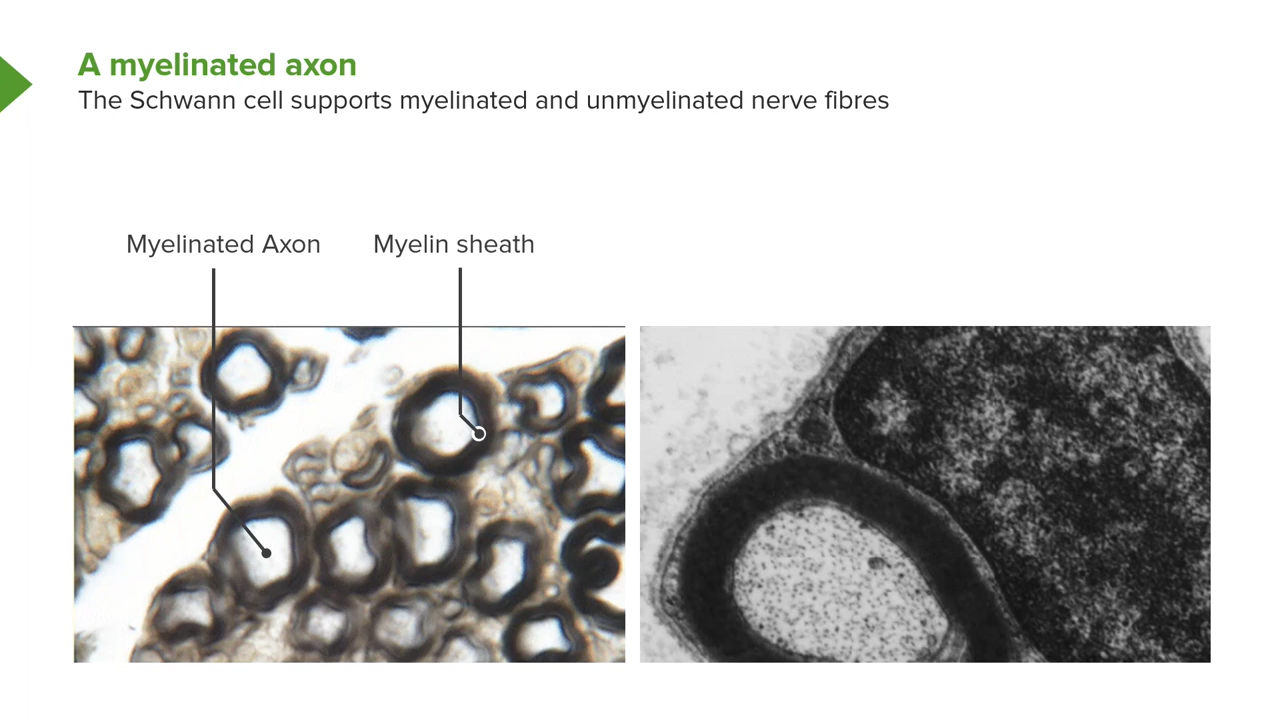 A myelinated axon
The Schwann cell supports myelinated and unmyelinated nerve fibres
Myelinated Axon
Myelin sheath